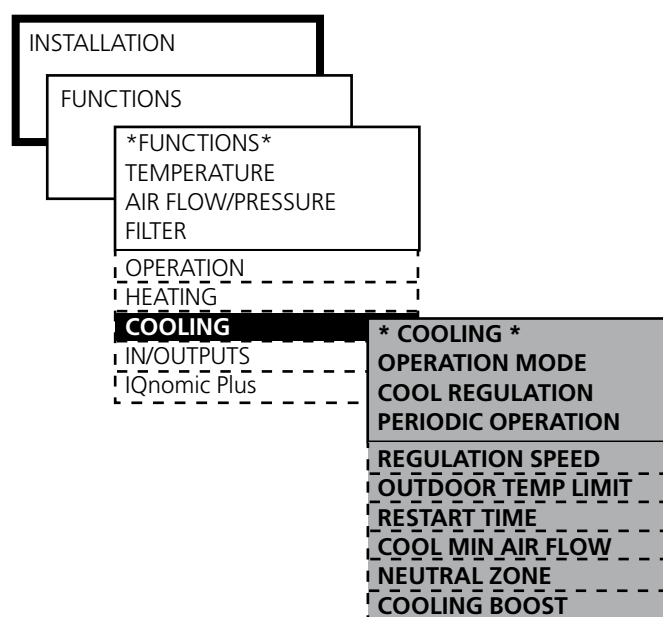 INSTALLATION
FUNCTIONS
*FUNCTIONS*
TEMPERATURE
AIR FLOW/PRESSURE
FILTER
OPERATION
HEATING
COOLING
IN/OUTPUTS
IQnomic Plus
* COOLING *
OPERATION MODE
COOL REGULATION
PERIODIC OPERATION
REGULATION SPEED
OUTDOOR TEMP LIMIT
RESTART TIME
COOL MIN AIR FLOW
NEUTRAL ZONE
COOLING BOOST